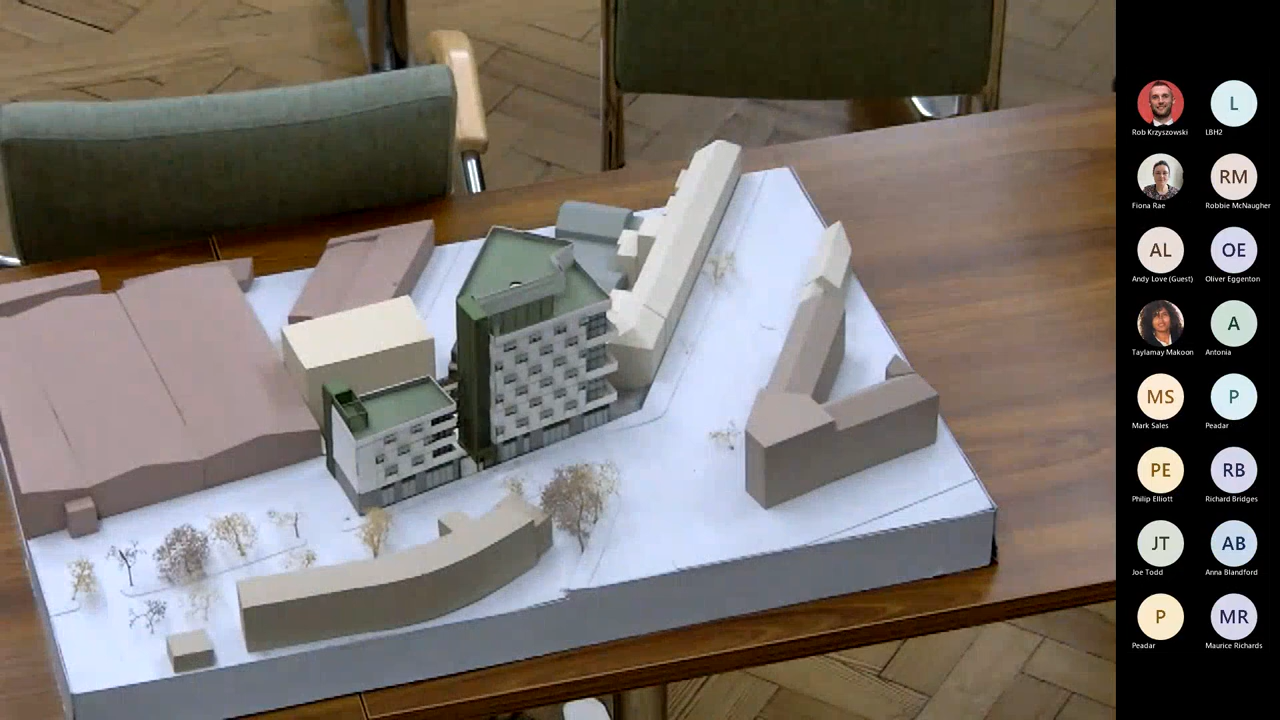 Rob Krzyszowski
L
LBH2
Fiona Rae
RM
Robbie McNaugher
AL
Andy Love (Guest)
OE
Oliver Eggenton
Taylamay Makoon
A
Antonia
MS
Mark Sales
P
Peadar
PE
Philip Elliott
RB
Richard Bridges
JT
Joe Todd
AB
Anna Blandford
P
Peadar
MR
Maurice Richards